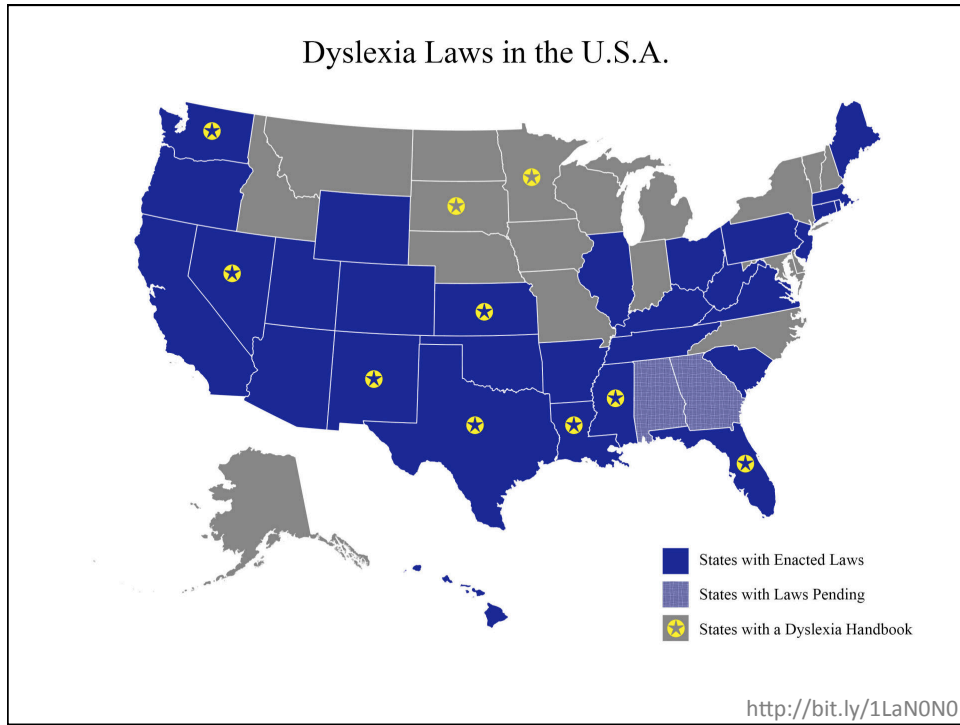 Dyslexia Laws in the U.S.A.
States with Enacted Laws
States with Laws Pending
States with a Dyslexia Handbook
http://bit.ly/1LaN0N0